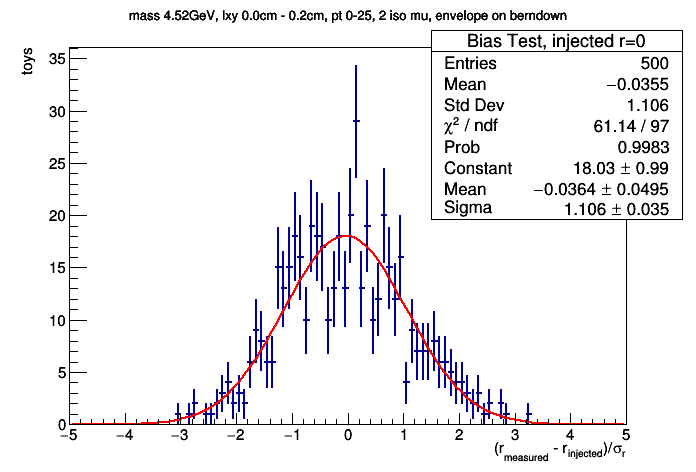 mass 4.52GeV, lxy 0.0cm - 0.2cm, pt 0-25, 2 iso mu, envelope on berndown
Bias Test, injected r=0
Entries 500
Mean −0.0355
Std Dev 1.106
χ² / ndf 61.14 / 97
Prob 0.9983
Constant 18.03 ± 0.99
Mean −0.0364 ± 0.0495
Sigma 1.106 ± 0.035
toys
35
30
25
20
15
10
5
0
−5 −4 −3 −2 −1 0 1 2 3 4 5
(r_measured - r_injected)/σ_r